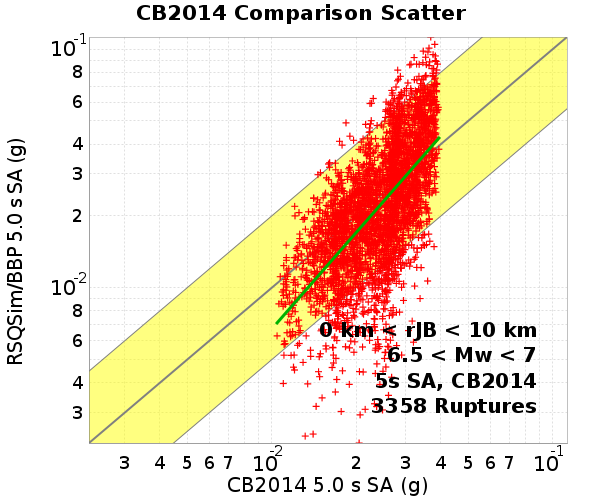 CB2014 Comparison Scatter
10-1
8
6
4
3
2
10-2
8
6
4
3
RSQSim/BBP 5.0 s SA (g)
0 km < rJB < 10 km
6.5 < Mw < 7
5s SA, CB2014
3358 Ruptures
3 4 5 6 7 10-2 2 3 4 5 6 7 10-1
CB2014 5.0 s SA (g)